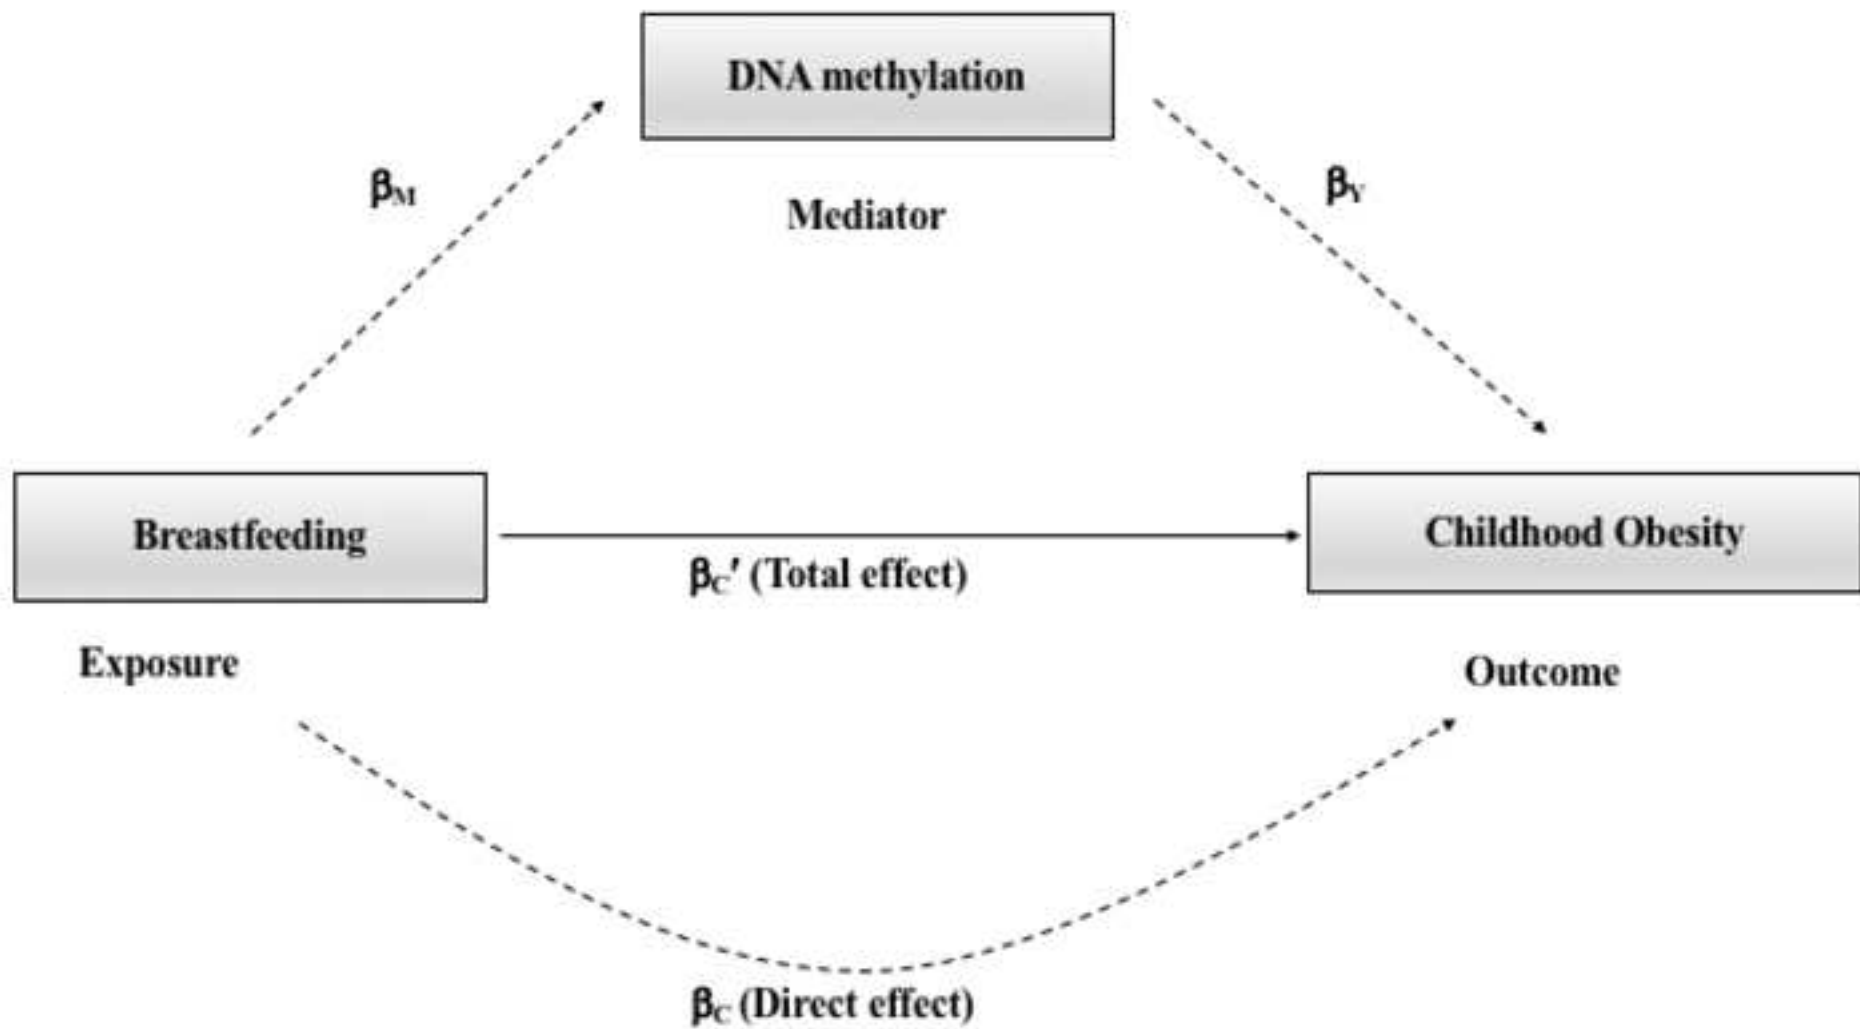 DNA methylation
Mediator
βM
βY
Breastfeeding
Exposure
βC′ (Total effect)
Childhood Obesity
Outcome
βC (Direct effect)